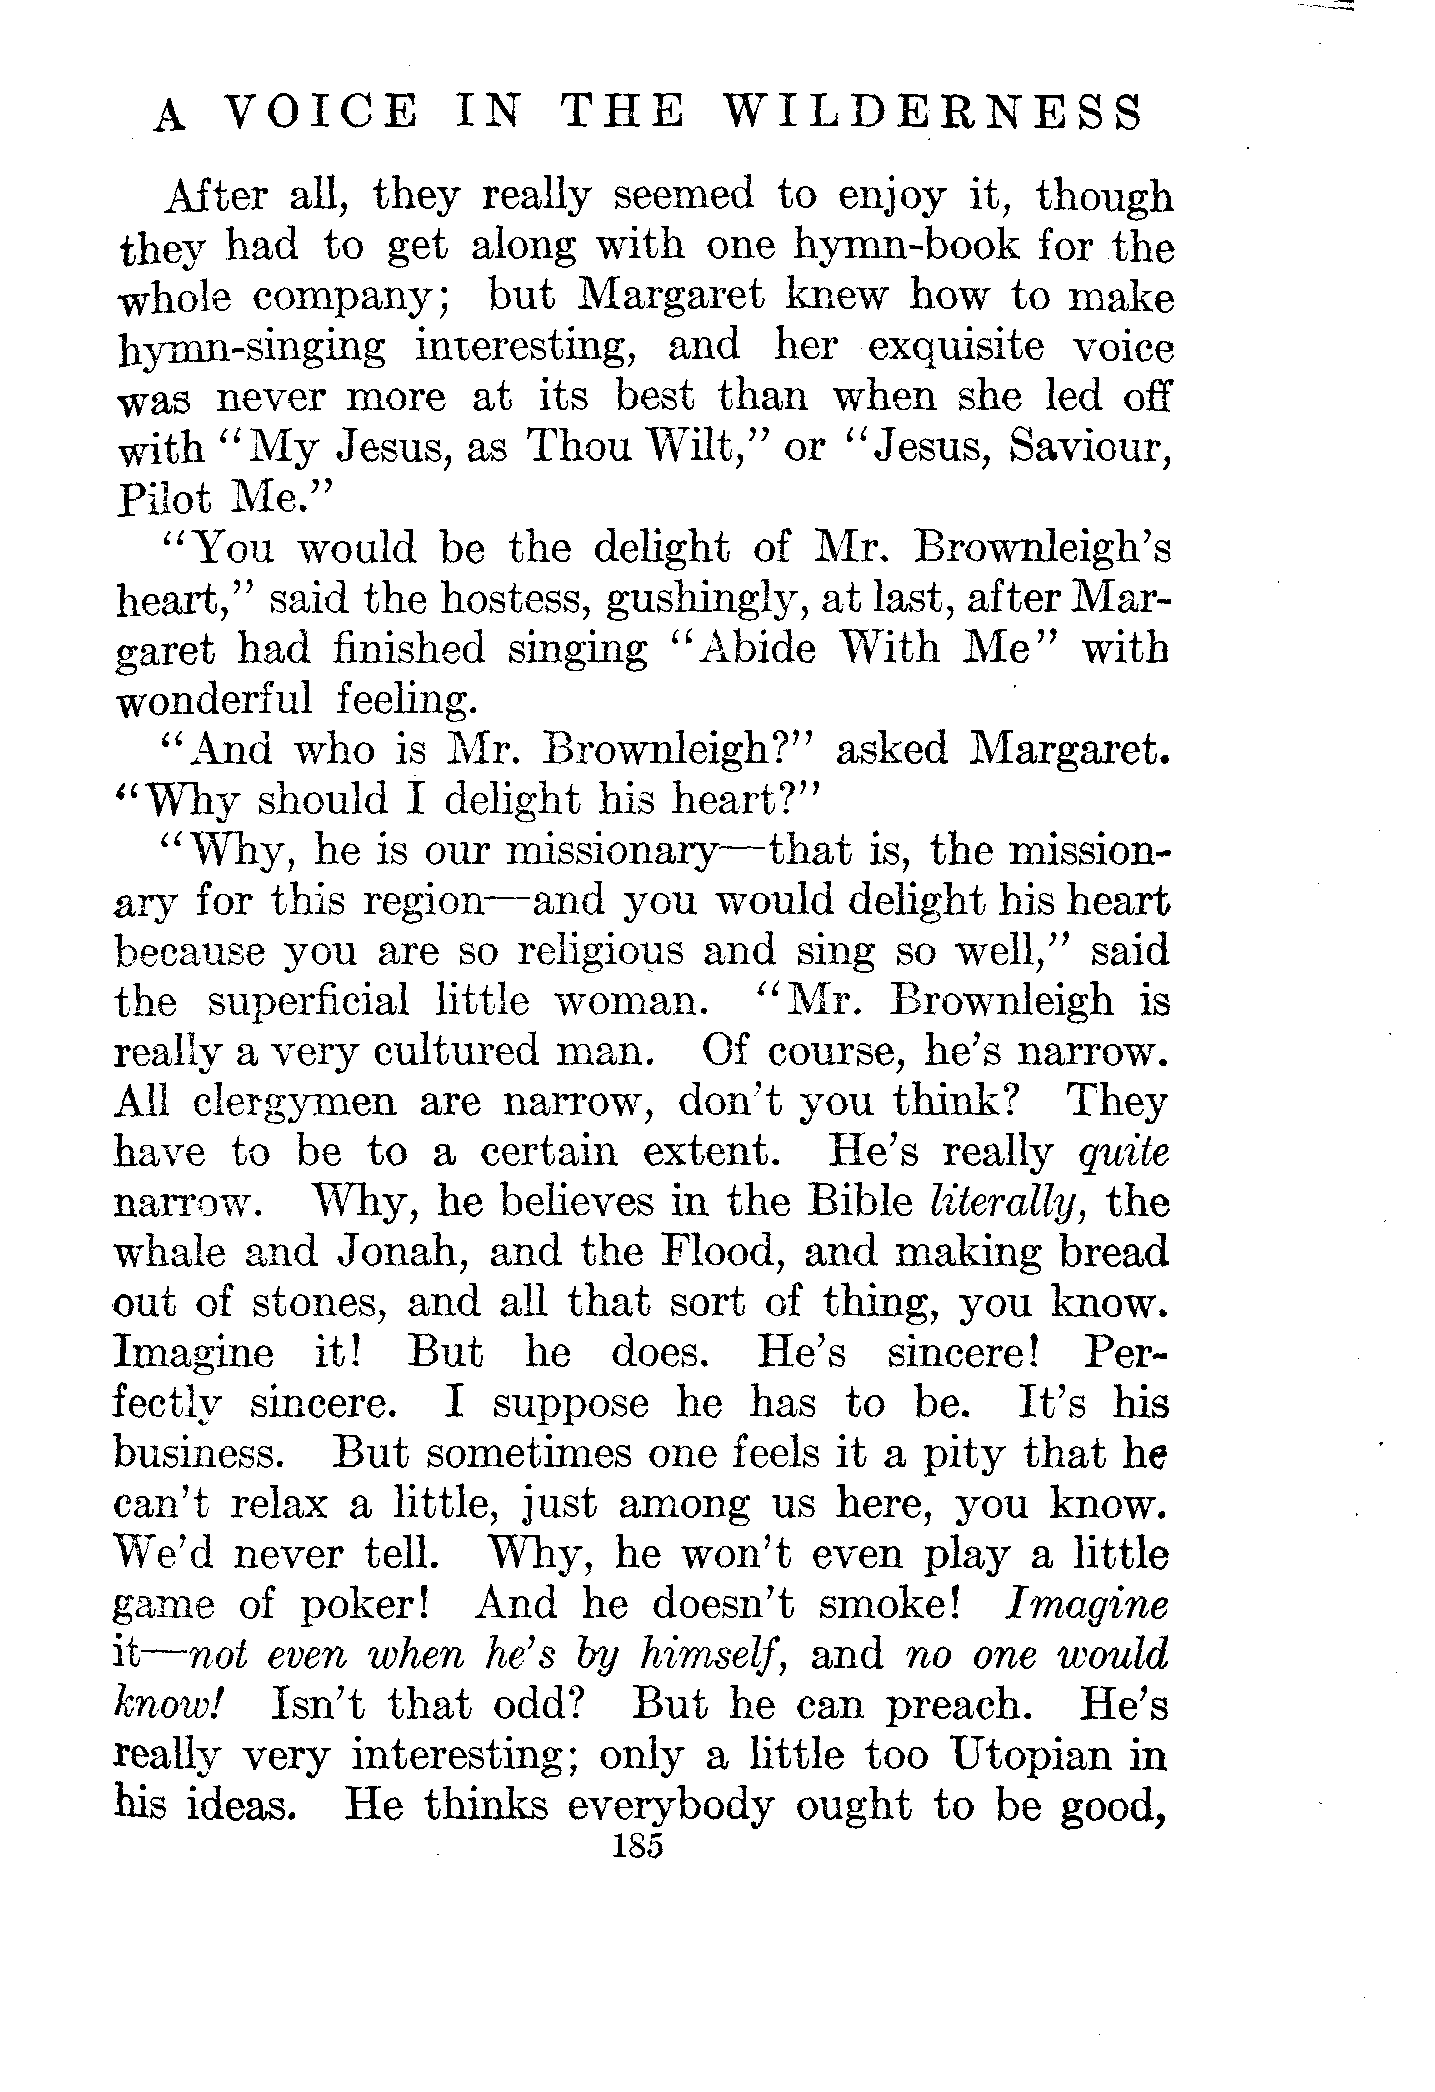 A VOICE IN THE WILDERNESS
After all, they really seemed to enjoy it, though
they had to get along with one hymn-book for the
whole company; but Margaret knew how to make
hymn-singing interesting, and her exquisite voice
was never more at its best than when she led off
with "My Jesus, as Thou Wilt," or "Jesus, Saviour,
Pilot Me."
"You would be the delight of Mr. Brownleigh's
heart," said the hostess, gushingly, at last, after Mar-
garet had finished singing "Abide With Me" with
wonderful feeling.
"And who is Mr. Brownleigh?" asked Margaret.
"Why should I delight his heart?"
"Why, he is our missionary—that is, the mission-
ary for this region—and you would delight his heart
because you are so religious and sing so well," said
the superficial little woman. "Mr. Brownleigh is
really a very cultured man. Of course, he's narrow.
All clergymen are narrow, don't you think? They
have to be to a certain extent. He's really quite
narrow. Why, he believes in the Bible literally, the
whale and Jonah, and the Flood, and making bread
out of stones, and all that sort of thing, you know.
Imagine it! But he does. He's sincere! Per-
fectly sincere. I suppose he has to be. It's his
business. But sometimes one feels it a pity that he
can't relax a little, just among us here, you know.
We'd never tell. Why, he won't even play a little
game of poker! And he doesn't smoke! Imagine
it—not even when he's by himself, and no one would
know! Isn't that odd? But he can preach. He's
really very interesting; only a little too Utopian in
his ideas. He thinks everybody ought to be good,
185